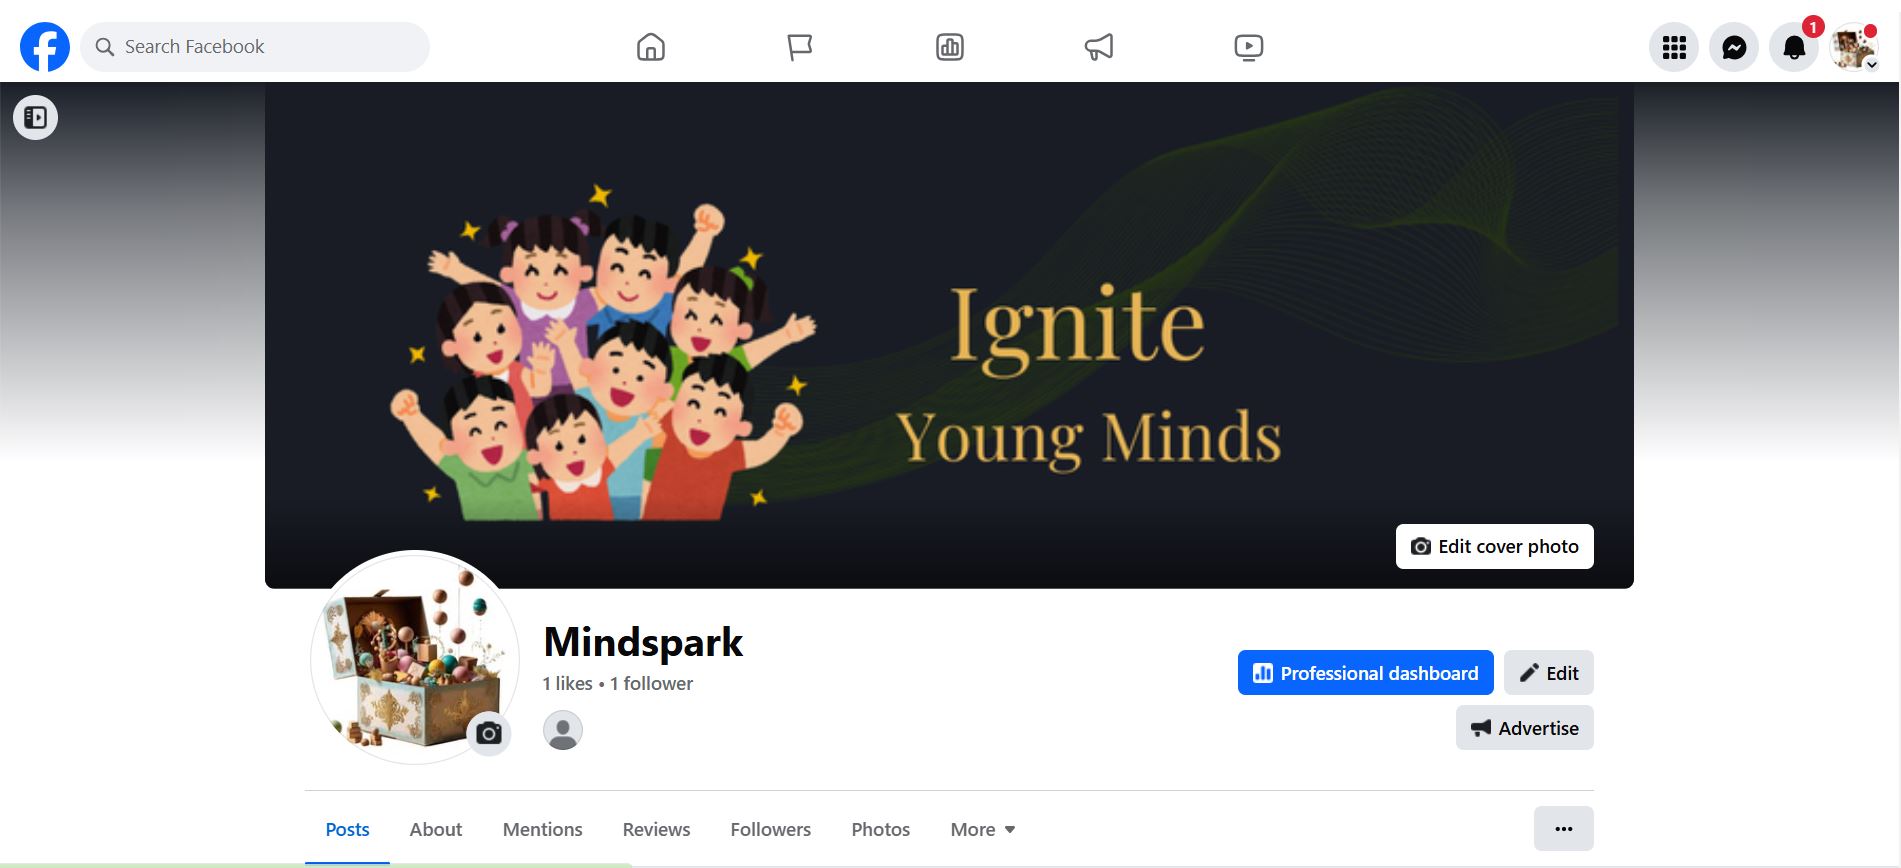 Search Facebook
1
Ignite
Young Minds
Edit cover photo
Mindspark
1 likes • 1 follower
Professional dashboard
Edit
Advertise
Posts
About
Mentions
Reviews
Followers
Photos
More